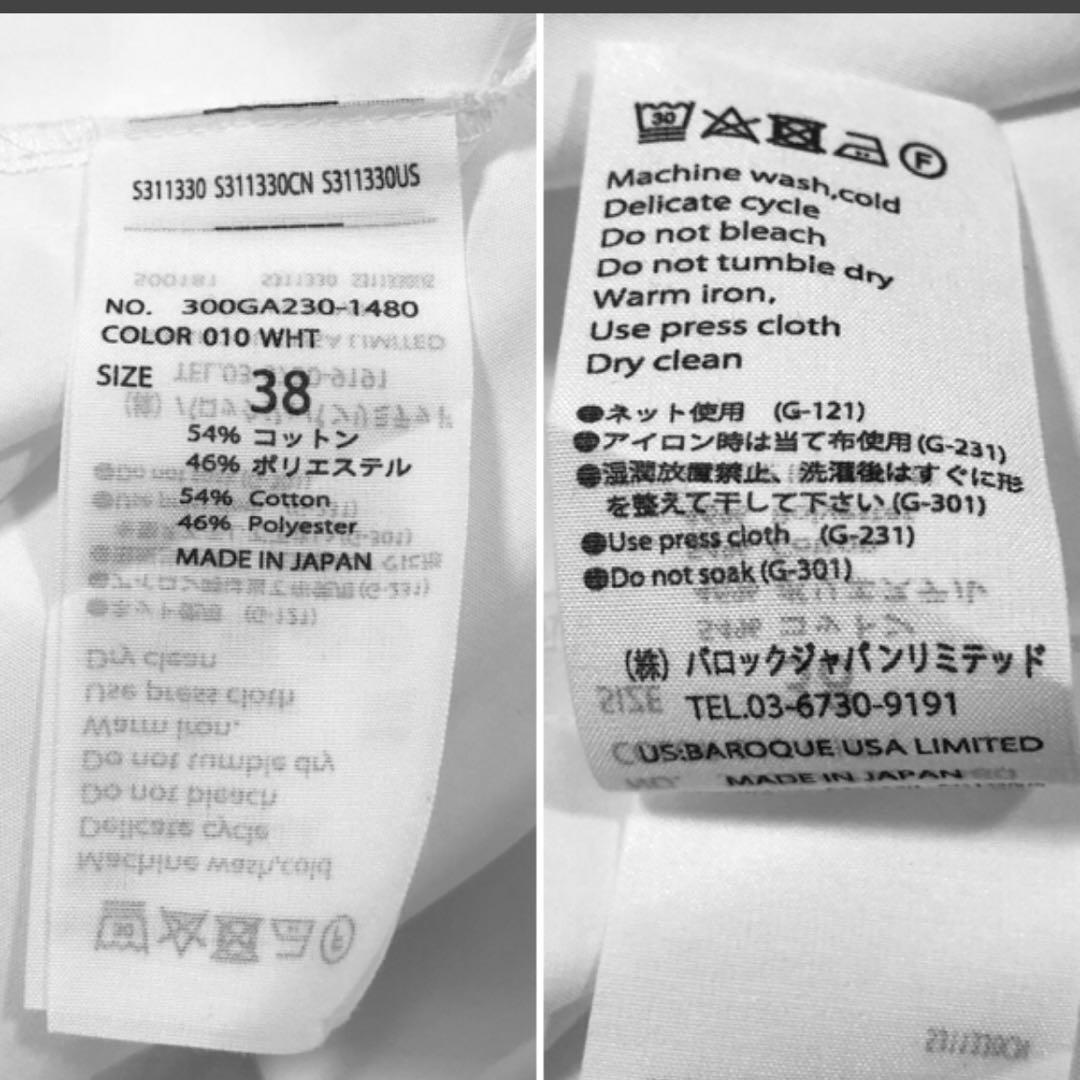 S311330 S311330CN S311330US
NO. 300GA230-1480
COLOR 010 WHT
SIZE 38
54% コットン
46% ポリエステル
54% Cotton
46% Polyester
MADE IN JAPAN
30
F
Machine wash,cold
Delicate cycle
Do not bleach
Do not tumble dry
Warm iron,
Use press cloth
Dry clean
●ネット使用 (G-121)
●アイロン時は当て布使用(G-231)
●湿潤放置禁止、洗濯後はすぐに形
を整えて干して下さい(G-301)
●Use press cloth (G-231)
●Do not soak(G-301)
(株) バロックジャパンリミテッド
TEL.03-6730-9191
US:BAROQUE USA LIMITED
MADE IN JAPAN